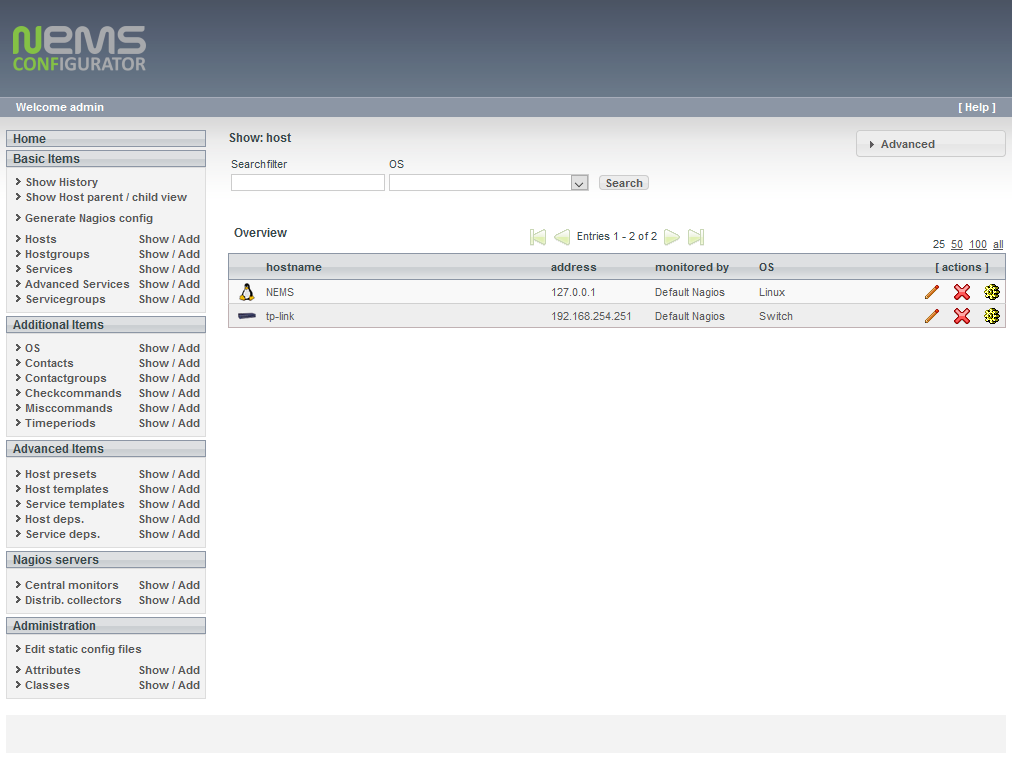 NEMS
CONFIGURATOR
Welcome admin [ Help ]
Home
Basic Items
Show History
Show Host parent / child view
Generate Nagios config
Hosts Show / Add
Hostgroups Show / Add
Services Show / Add
Advanced Services Show / Add
Servicegroups Show / Add
Additional Items
OS Show / Add
Contacts Show / Add
Contactgroups Show / Add
Checkcommands Show / Add
Misccommands Show / Add
Timeperiods Show / Add
Advanced Items
Host presets Show / Add
Host templates Show / Add
Service templates Show / Add
Host deps. Show / Add
Service deps. Show / Add
Nagios servers
Central monitors Show / Add
Distrib. collectors Show / Add
Administration
Edit static config files
Attributes Show / Add
Classes Show / Add
Show: host
Advanced
Searchfilter OS
Search
Overview Entries 1 - 2 of 2
25 50 100 all
hostname address monitored by OS [ actions ]
NEMS 127.0.0.1 Default Nagios Linux
tp-link 192.168.254.251 Default Nagios Switch